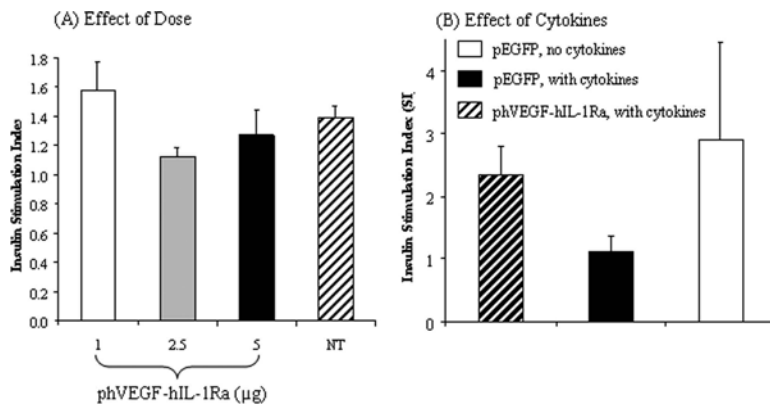 (A) Effect of Dose
Insulin Stimulation Index
1.8
1.6
1.4
1.2
1.0
0.8
0.6
0.4
0.2
0.0
1 2.5 5 NT
phVEGF-hIL-1Ra (µg)
(B) Effect of Cytokines
pEGFP, no cytokines
pEGFP, with cytokines
phVEGF-hIL-1Ra, with cytokines
Insulin Stimulation Index (SI
4
3
2
1
0